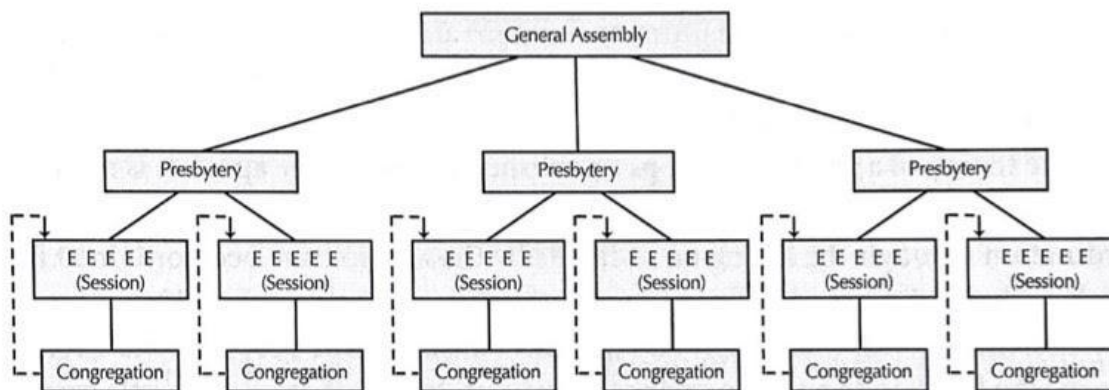 General Assembly
Presbytery Presbytery Presbytery
E E E E E E E E E E E E E E E E E E E E E E E E
(Session) (Session) (Session) (Session) (Session) (Session)
Congregation Congregation Congregation Congregation Congregation Congregation